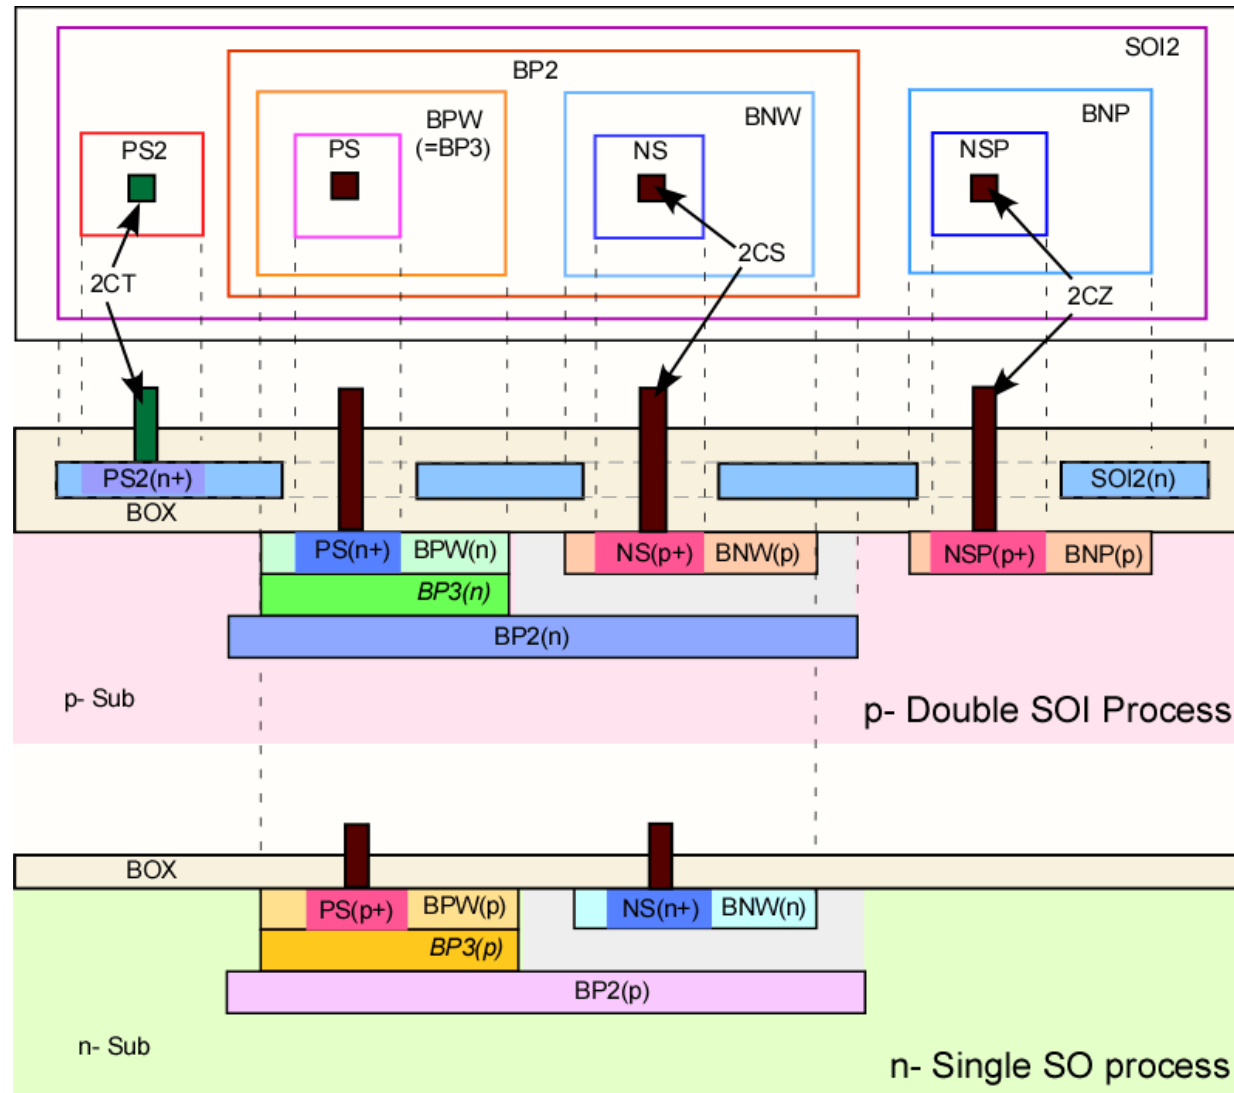 SOI2
BP2
BPW
(=BP3)
BNW
BNP
PS2
PS
NS
NSP
2CT
2CS
2CZ
PS2(n+)
SOI2(n)
BOX
PS(n+)
BPW(n)
NS(p+)
BNW(p)
NSP(p+)
BNP(p)
BP3(n)
BP2(n)
p- Sub
p- Double SOI Process
BOX
PS(p+)
BPW(p)
NS(n+)
BNW(n)
BP3(p)
BP2(p)
n- Sub
n- Single SO process